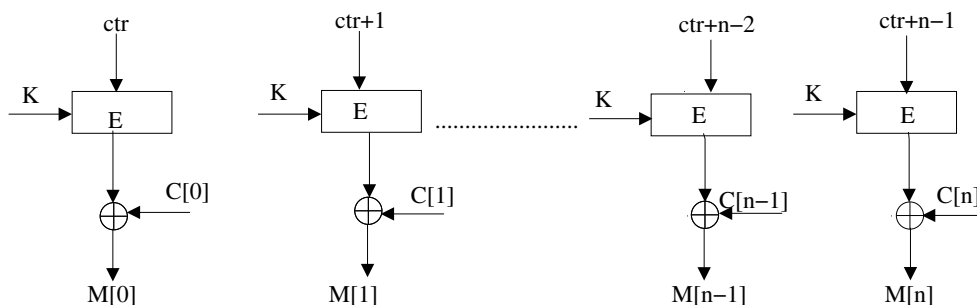 ctr ctr+1 ctr+n−2 ctr+n−1
K K K K
E E E E
C[0] C[1] C[n−1] C[n]
M[0] M[1] M[n−1] M[n]